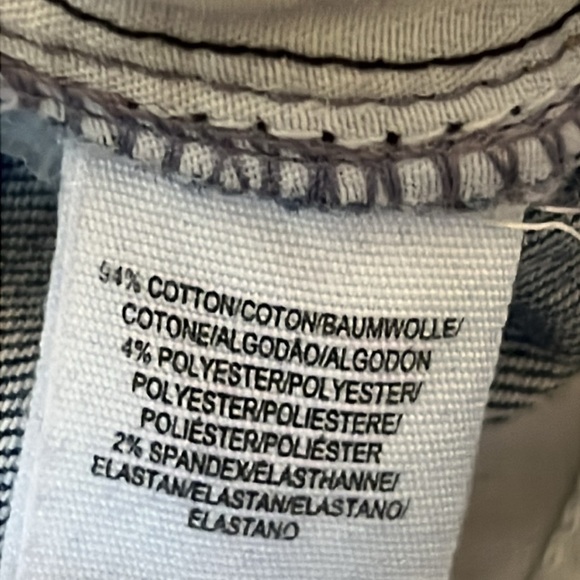 94% COTTON/COTON/BAUMWOLLE/
COTONE/ALGODÃO/ALGODON
4% POLYESTER/POLYESTER/
POLYESTER/POLIESTERE/
POLIÉSTER/POLIÉSTER
2% SPANDEX/ÉLASTHANNE/
ELASTAN/ELASTAN/ELASTANO/
ELASTANO